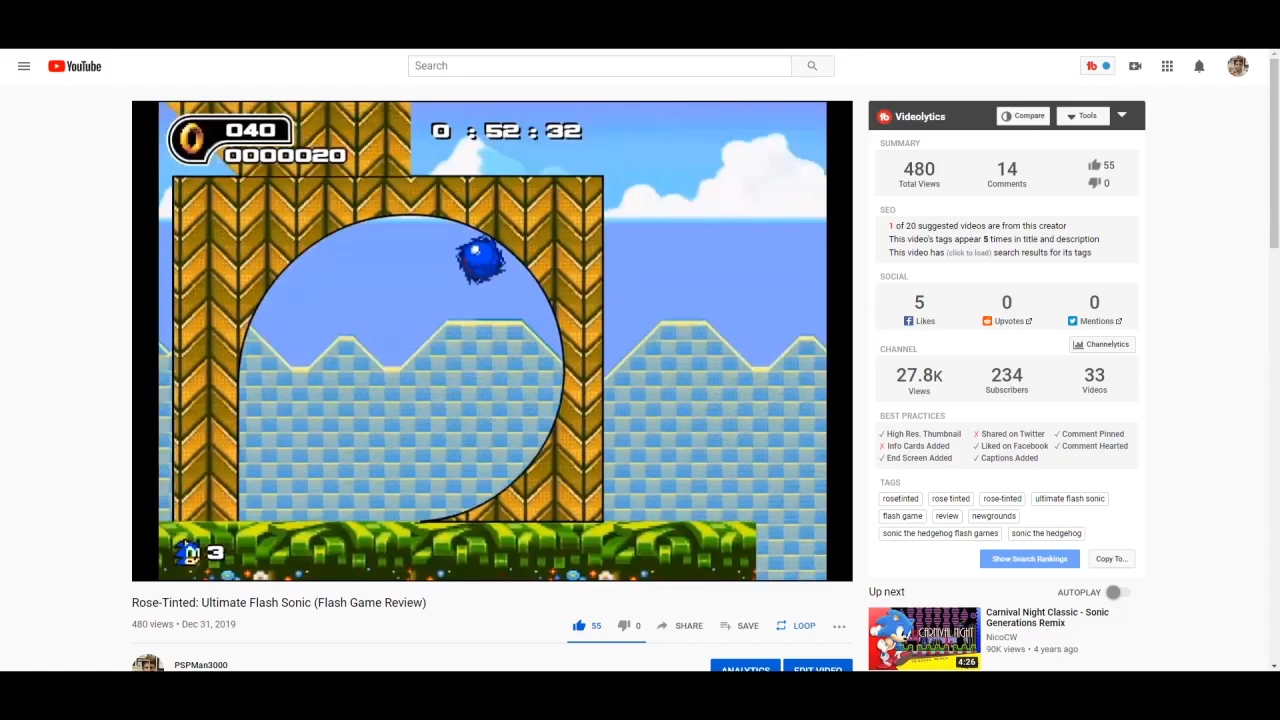 YouTube
Search
Videolytics
Compare
Tools
040
0000020
0 : 52 : 32
3
SUMMARY
480
14
55
Total Views
Comments
0
SEO
1 of 20 suggested videos are from this creator
This video's tags appear 5 times in title and description
This video has (click to load) search results for its tags
SOCIAL
5
0
0
Likes
Upvotes
Mentions
CHANNEL
Channelytics
27.8K
234
33
Views
Subscribers
Videos
BEST PRACTICES
✓ High Res. Thumbnail ✗ Shared on Twitter ✓ Comment Pinned
✗ Info Cards Added ✓ Liked on Facebook ✓ Comment Hearted
✓ End Screen Added ✓ Captions Added
TAGS
rosetinted rose tinted rose-tinted ultimate flash sonic
flash game review newgrounds
sonic the hedgehog flash games sonic the hedgehog
Show Search Rankings Copy To...
Rose-Tinted: Ultimate Flash Sonic (Flash Game Review)
480 views • Dec 31, 2019
55 0 SHARE SAVE LOOP
PSPMan3000
ANALYTICS EDIT VIDEO
Up next
AUTOPLAY
CARNIVAL NIGHT
CLASSIC
4:26
Carnival Night Classic - Sonic
Generations Remix
NicoCW
90K views • 4 years ago